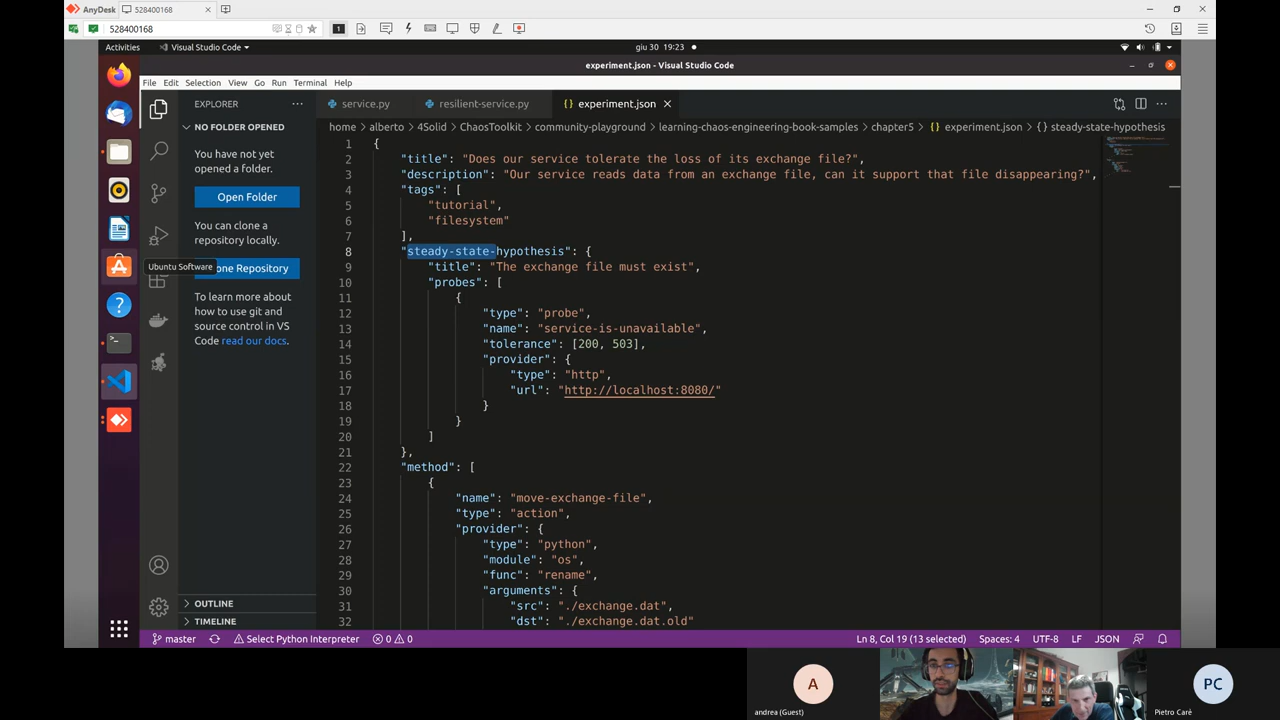 AnyDesk
528400168
528400168
1
Activities
Visual Studio Code
giu 30 19:23
experiment.json - Visual Studio Code
File Edit Selection View Go Run Terminal Help
EXPLORER
service.py
resilient-service.py
{} experiment.json
NO FOLDER OPENED
home > alberto > 4Solid > ChaosToolkit > community-playground > learning-chaos-engineering-book-samples > chapter5 > {} experiment.json > {} steady-state-hypothesis
You have not yet
opened a folder.
Open Folder
You can clone a
repository locally.
Ubuntu Software
one Repository
To learn more about
how to use git and
source control in VS
Code read our docs.
OUTLINE
TIMELINE
1 {
2 "title": "Does our service tolerate the loss of its exchange file?",
3 "description": "Our service reads data from an exchange file, can it support that file disappearing?",
4 "tags": [
5 "tutorial",
6 "filesystem"
7 ],
8 "steady-state-hypothesis": {
9 "title": "The exchange file must exist",
10 "probes": [
11 {
12 "type": "probe",
13 "name": "service-is-unavailable",
14 "tolerance": [200, 503],
15 "provider": {
16 "type": "http",
17 "url": "http://localhost:8080/"
18 }
19 }
20 ]
21 },
22 "method": [
23 {
24 "name": "move-exchange-file",
25 "type": "action",
26 "provider": {
27 "type": "python",
28 "module": "os",
29 "func": "rename",
30 "arguments": {
31 "src": "./exchange.dat",
32 "dst": "./exchange.dat.old"
master
Select Python Interpreter
0 0
Ln 8, Col 19 (13 selected)
Spaces: 4
UTF-8
LF
JSON
A
andrea (Guest)
PC
Pietro Carè